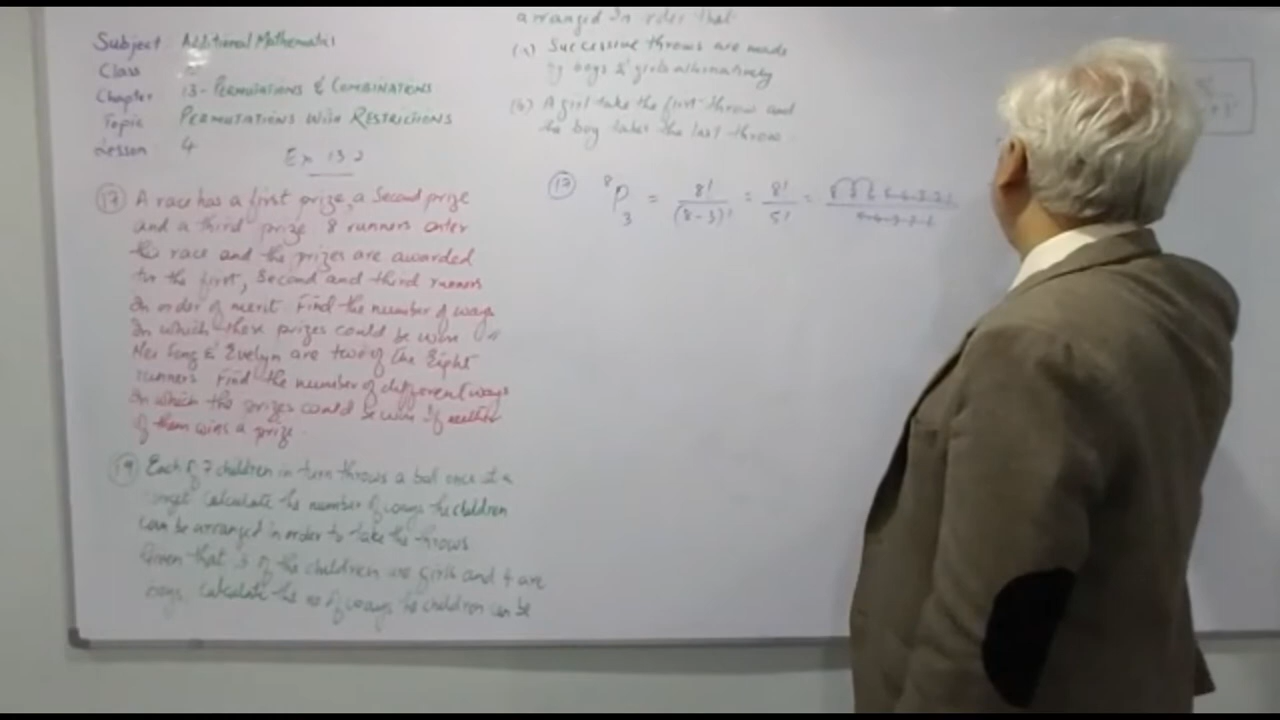 Subject Additional Mathematics
Class
Chapter 13 - PERMUTATIONS & COMBINATIONS
Topic PERMUTATIONS WITH RESTRICTIONS
Lesson 4
Ex 13.2
(17) A race has a first prize, a Second prize
and a third prize 8 runners enter
the race and the prizes are awarded
to the first, Second and third runners
in order of merit. Find the number of ways
in which these prizes could be won
Evelyn are two of the Eight
runners Find the number of different ways
in which the prizes could be won if neither
of them wins a prize.
(19) Each of 7 children in turn throws a ball once at a
target Calculate the number of ways the children
can be arranged in order to take the throws
Given that 3 of the children are girls and 4 are
boys Calculate the no of ways the children can be
arranged in order that
(a) Successive throws are made
by boys & girls alternatively
(b) A girl take the first throw and
the boy takes the last throw
(17) ⁸P₃ = 8!/(8-3)! = 8!/5! =